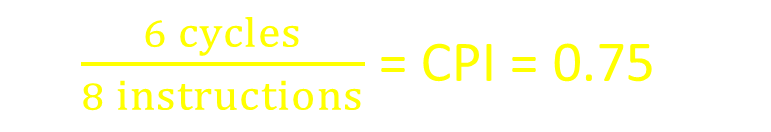 6 cycles
8 instructions = CPI = 0.75